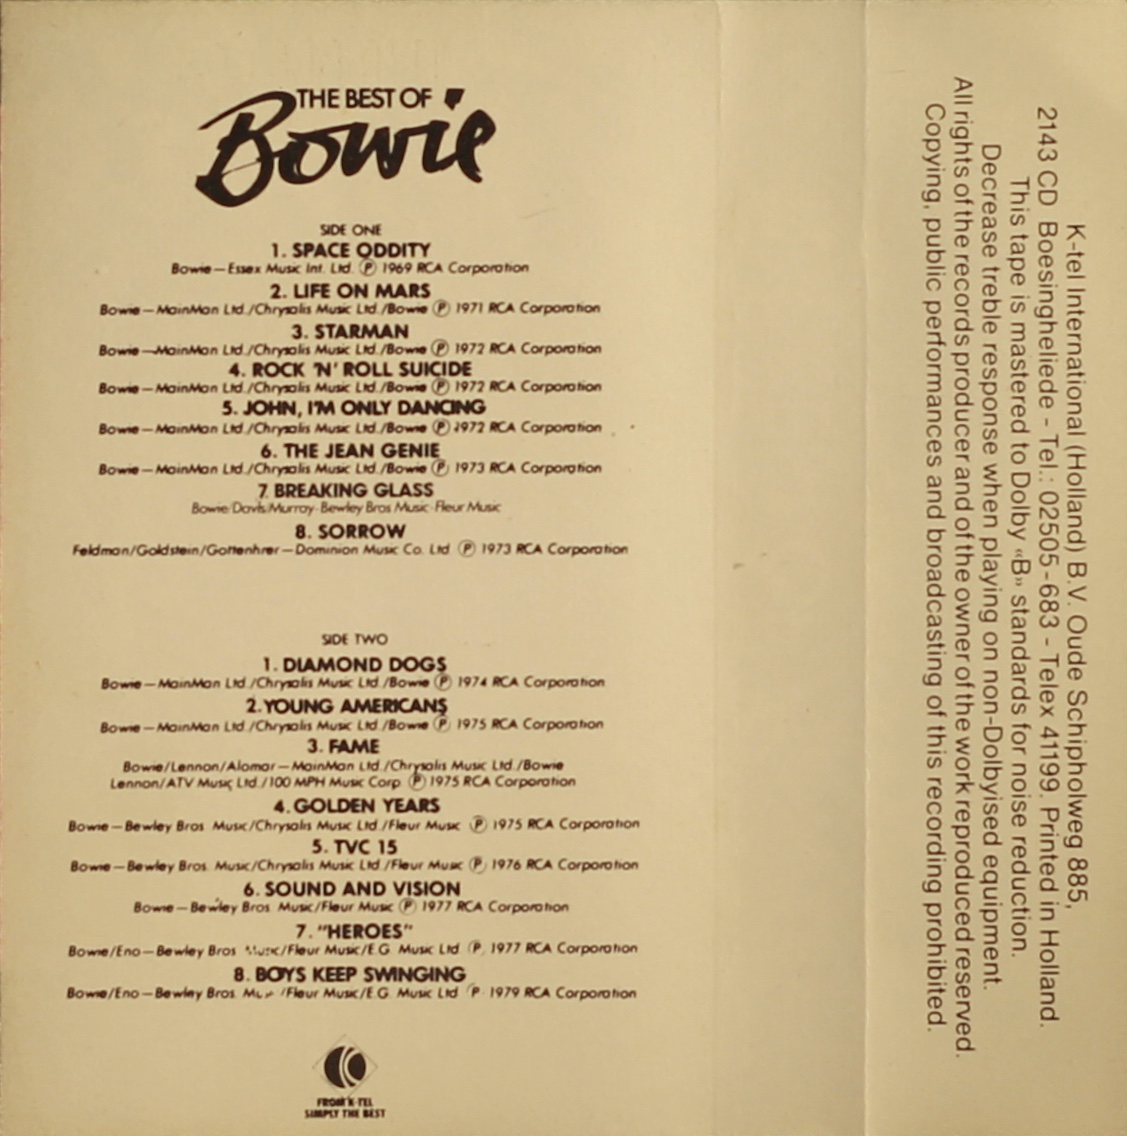 THE BEST OF
Bowie
SIDE ONE
1. SPACE ODDITY
Bowie—Essex Music Int. Ltd. Ⓟ 1969 RCA Corporation
2. LIFE ON MARS
Bowie—MainMan Ltd./Chrysalis Music Ltd./Bowie Ⓟ 1971 RCA Corporation
3. STARMAN
Bowie—MainMan Ltd./Chrysalis Music Ltd./Bowie Ⓟ 1972 RCA Corporation
4. ROCK 'N' ROLL SUICIDE
Bowie—MainMan Ltd./Chrysalis Music Ltd./Bowie Ⓟ 1972 RCA Corporation
5. JOHN, I'M ONLY DANCING
Bowie—MainMan Ltd./Chrysalis Music Ltd./Bowie Ⓟ 1972 RCA Corporation
6. THE JEAN GENIE
Bowie—MainMan Ltd./Chrysalis Music Ltd./Bowie Ⓟ 1973 RCA Corporation
7. BREAKING GLASS
Bowie/Davis/Murray-Bewley Bros Music-Fleur Music
8. SORROW
Feldman/Goldstein/Gottenhrer—Dominion Music Co. Ltd Ⓟ 1973 RCA Corporation
SIDE TWO
1. DIAMOND DOGS
Bowie—MainMan Ltd./Chrysalis Music Ltd./Bowie Ⓟ 1974 RCA Corporation
2. YOUNG AMERICANS
Bowie—MainMan Ltd./Chrysalis Music Ltd./Bowie Ⓟ 1975 RCA Corporation
3. FAME
Bowie/Lennon/Alomar—MainMan Ltd./Chrysalis Music Ltd./Bowie
Lennon/ATV Music Ltd./100 MPH Music Corp Ⓟ 1975 RCA Corporation
4. GOLDEN YEARS
Bowie—Bewley Bros. Music/Chrysalis Music Ltd./Fleur Music Ⓟ 1975 RCA Corporation
5. TVC 15
Bowie—Bewley Bros. Music/Chrysalis Music Ltd./Fleur Music Ⓟ 1976 RCA Corporation
6. SOUND AND VISION
Bowie—Bewley Bros. Music/Fleur Music Ⓟ 1977 RCA Corporation
7. "HEROES"
Bowie/Eno—Bewley Bros. Music/Fleur Music/E.G. Music Ltd Ⓟ 1977 RCA Corporation
8. BOYS KEEP SWINGING
Bowie/Eno—Bewley Bros. /Fleur Music/E.G. Music Ltd Ⓟ 1979 RCA Corporation
FROM K-TEL
SIMPLY THE BEST
K-tel International (Holland) B.V. Oude Schipholweg 885,
2143 CD Boesingheliede - Tel.: 02505-683 - Telex 41199. Printed in Holland.
This tape is mastered to Dolby «B» standards for noise reduction.
Decrease treble response when playing on non-Dolbyised equipment.
All rights of the records producer and of the owner of the work reproduced reserved.
Copying, public performances and broadcasting of this recording prohibited.